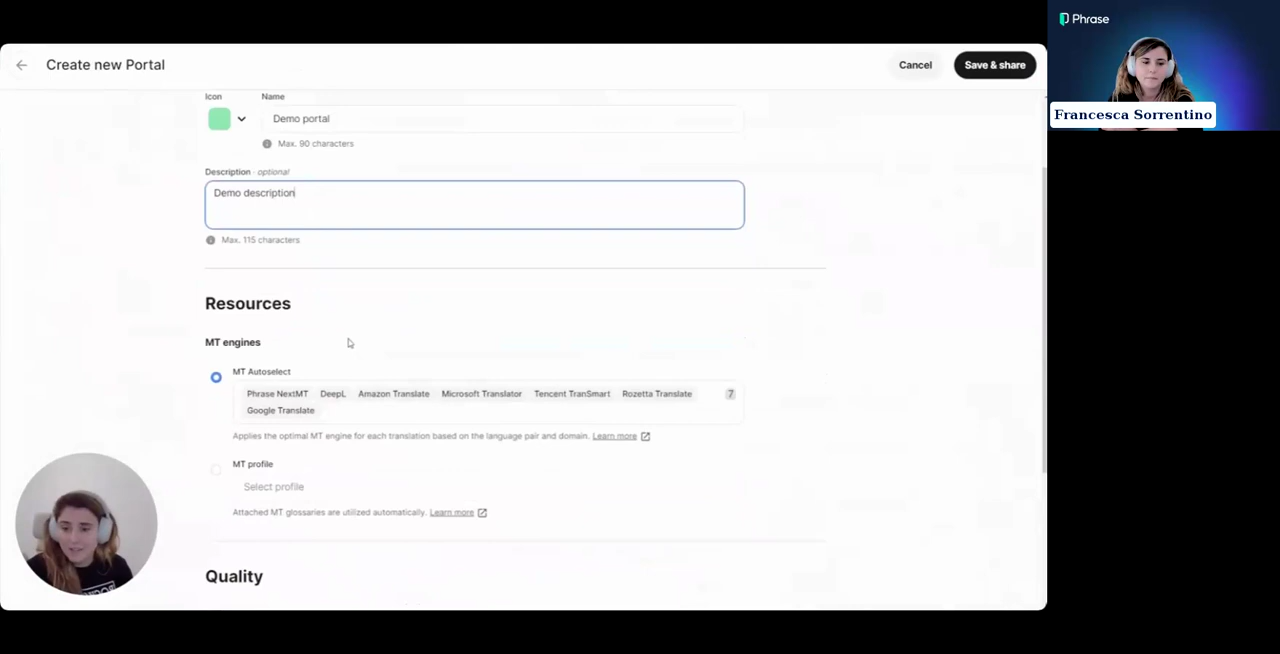 Phrase
Create new Portal
Cancel
Save & share
Francesca Sorrentino
Icon
Name
Demo portal
Max. 90 characters
Description · optional
Demo description
Max. 115 characters
Resources
MT engines
MT Autoselect
Phrase NextMT DeepL Amazon Translate Microsoft Translator Tencent TranSmart Rozetta Translate 7
Google Translate
Applies the optimal MT engine for each translation based on the language pair and domain. Learn more
MT profile
Select profile
Attached MT glossaries are utilized automatically. Learn more
Quality